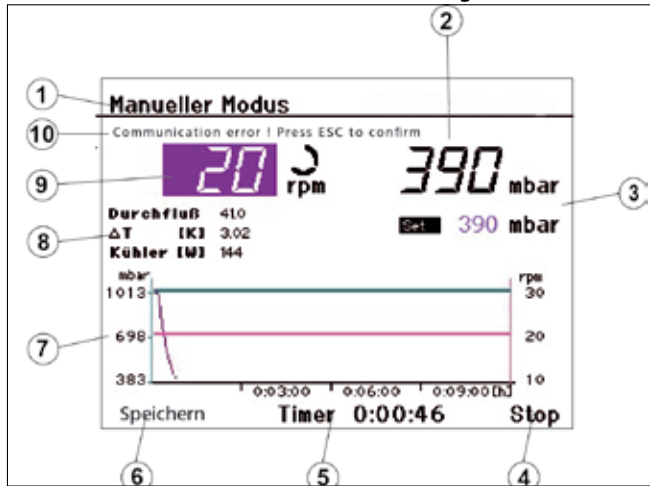 2
1 Manueller Modus
10 Communication error ! Press ESC to confirm
9 20 rpm 390 mbar
3
Set 390 mbar
Durchfluß 41.0
8 ΔT [K] 3.02
Kühler [W] 144
mbar rpm
1013 30
7 698 20
383 10
0:03:00 0:06:00 0:09:00 [h]
Speichern Timer 0:00:46 Stop
6 5 4